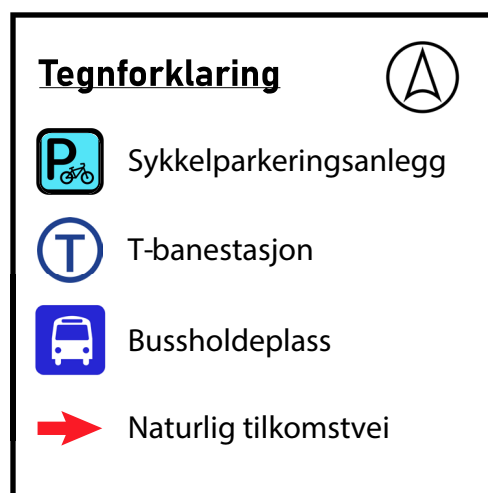 Tegnforklaring
P Sykkelparkeringsanlegg
T T-banestasjon
Bussholdeplass
Naturlig tilkomstvei